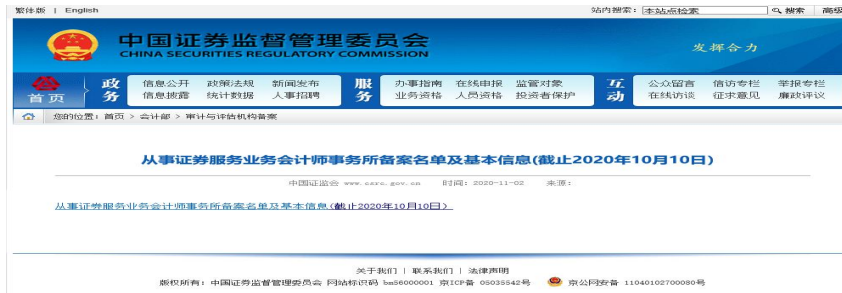 繁体版 | English
站内搜索： 本站点检索 搜索 高级
中国证券监督管理委员会
CHINA SECURITIES REGULATORY COMMISSION
发挥合力
首页
政务
信息公开 政策法规 新闻发布
信息披露 统计数据 人事招聘
服务
办事指南 在线申报 监管对象
业务资格 人员资格 投资者保护
互动
公众留言 信访专栏 举报专栏
在线访谈 征求意见 廉政评议
您的位置：首页 > 会计部 > 审计与评估机构备案
从事证券服务业务会计师事务所备案名单及基本信息(截止2020年10月10日)
中国证监会 www.csrc.gov.cn 时间：2020-11-02 来源：
从事证券服务业务会计师事务所备案名单及基本信息(截止2020年10月10日)
关于我们 | 联系我们 | 法律声明
版权所有：中国证券监督管理委员会 网站标识码 bm56000001 京ICP备 05035542号 京公网安备 11040102700080号